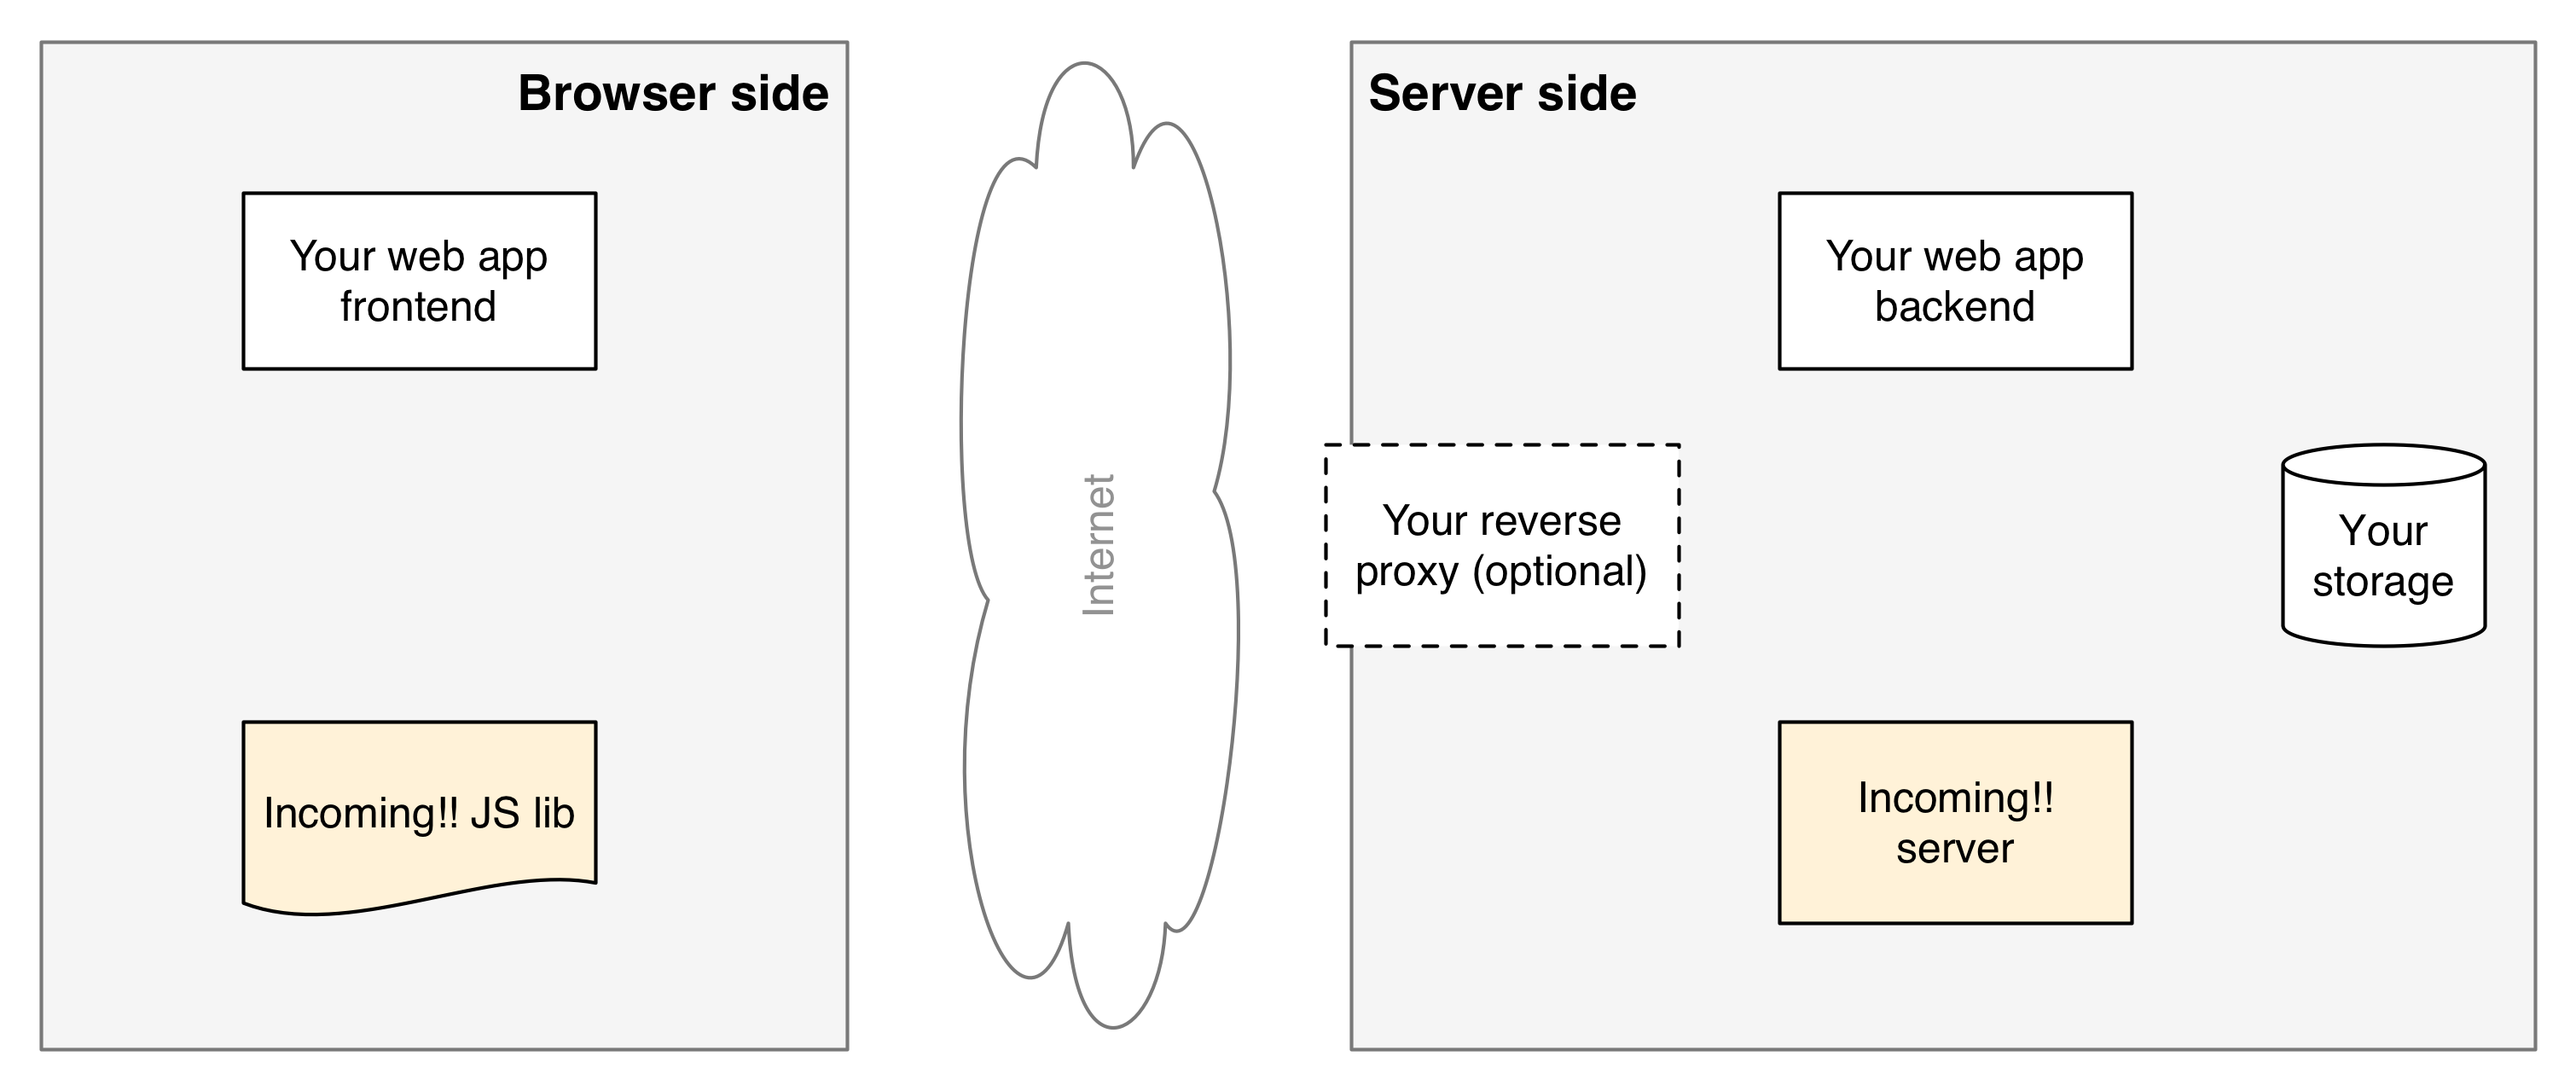 Browser side
Your web app
frontend
Incoming!! JS lib
Internet
Server side
Your web app
backend
Your reverse
proxy (optional)
Your
storage
Incoming!!
server